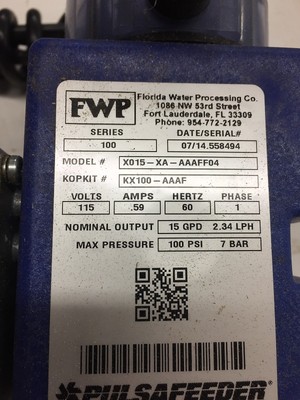 FWP
Florida Water Processing Co.
1086 NW 53rd Street
Fort Lauderdale, FL 33309
Phone: 954-772-2129
SERIES DATE/SERIAL#
100 07/14.558494
MODEL # X015-XA-AAAFF04
KOPKIT # KX100-AAAF
VOLTS AMPS HERTZ PHASE
115 .59 60 1
NOMINAL OUTPUT 15 GPD 2.34 LPH
MAX PRESSURE 100 PSI 7 BAR
PULSAFEEDER®